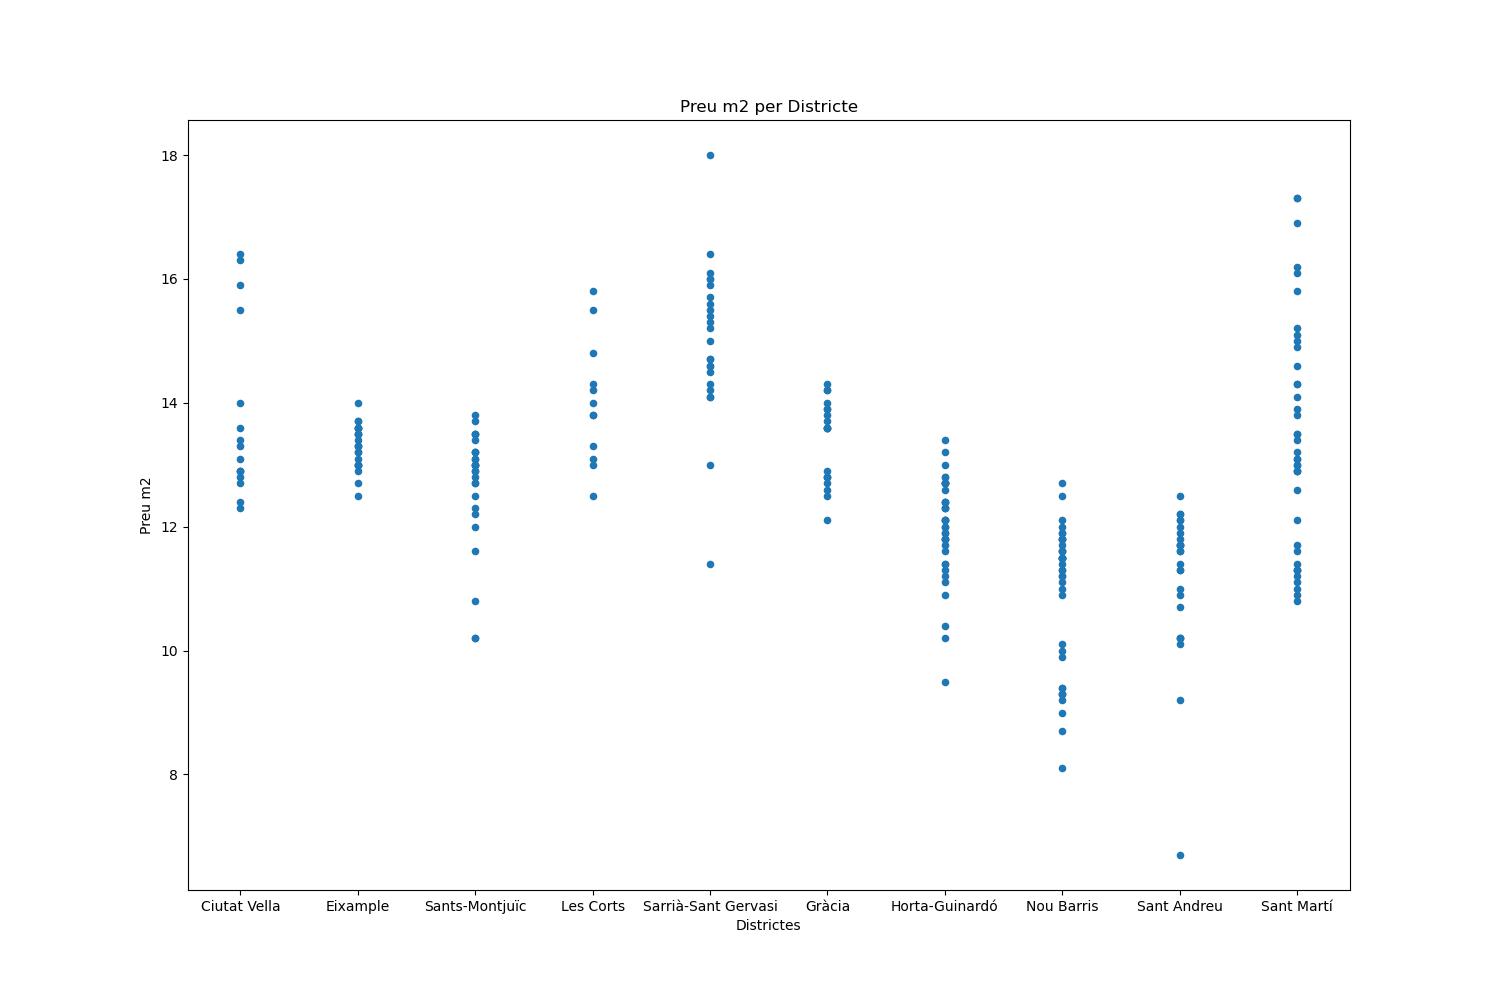 Preu m2 per Districte
18
16
14
12
10
8
Preu m2
Ciutat Vella Eixample Sants-Montjuïc Les Corts Sarrià-Sant Gervasi Gràcia Horta-Guinardó Nou Barris Sant Andreu Sant Martí
Districtes